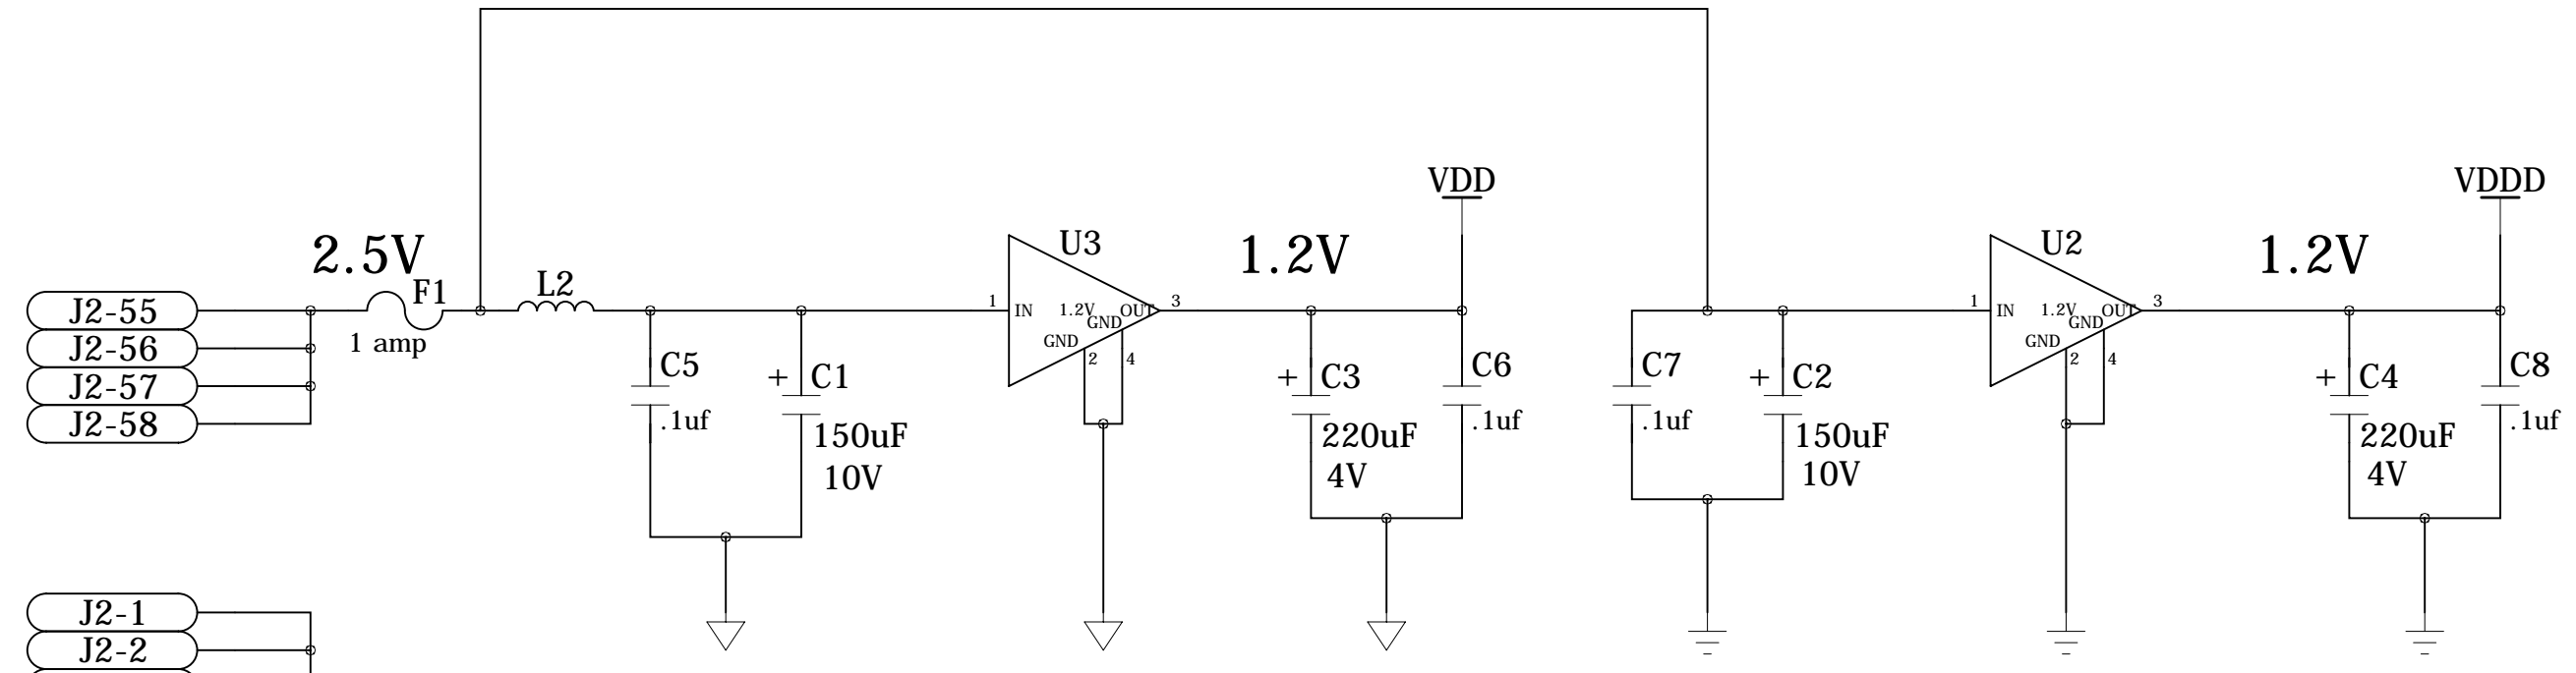 VDD
VDDD
2.5V
F1
L2
U3
1.2V
U2
1.2V
J2-55
1 amp
1
IN
1.2V
OUT
GND
GND
3
2
4
1
IN
1.2V
OUT
GND
GND
3
2
4
J2-56
J2-57
J2-58
C5
.1uf
+ C1
150uF
10V
+ C3
220uF
4V
C6
.1uf
C7
.1uf
+ C2
150uF
10V
+ C4
220uF
4V
C8
.1uf
J2-1
J2-2